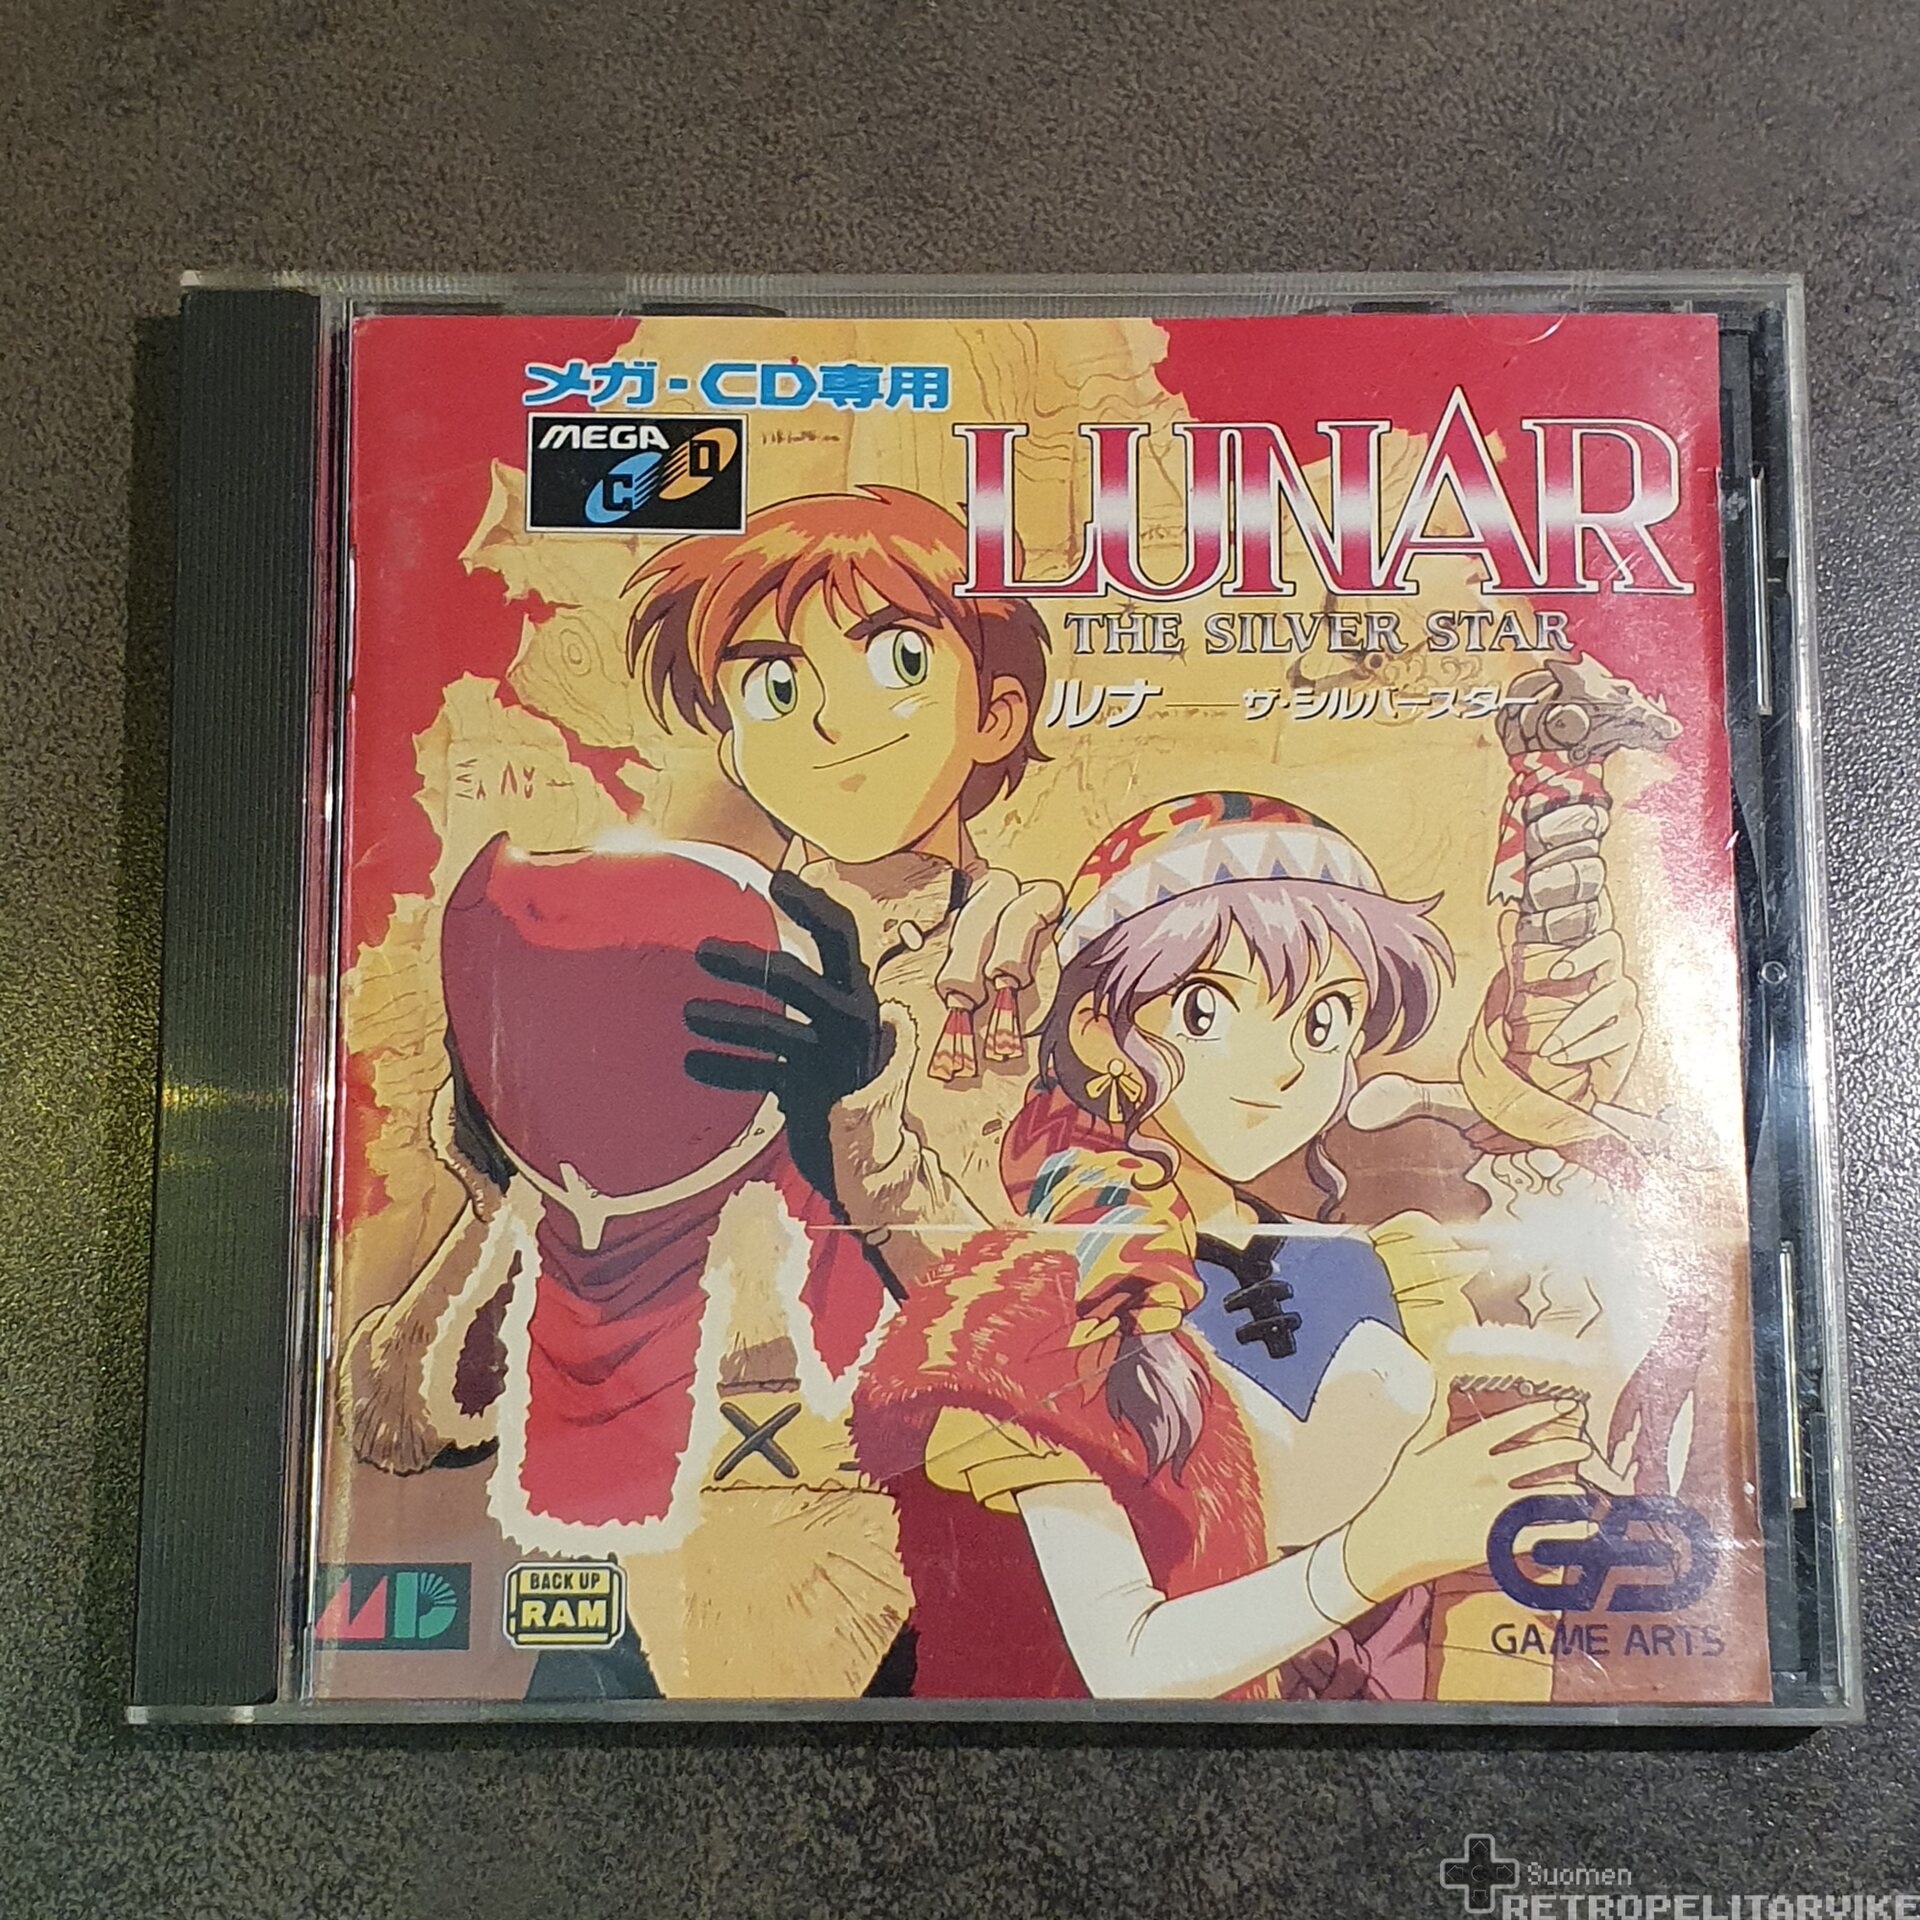 メガ・CD専用
MEGA
CD
LUNAR
THE SILVER STAR
ルナ──ザ・シルバースター
MD
BACK UP
RAM
GAME ARTS
Suomen
RETROPELITARVIKE